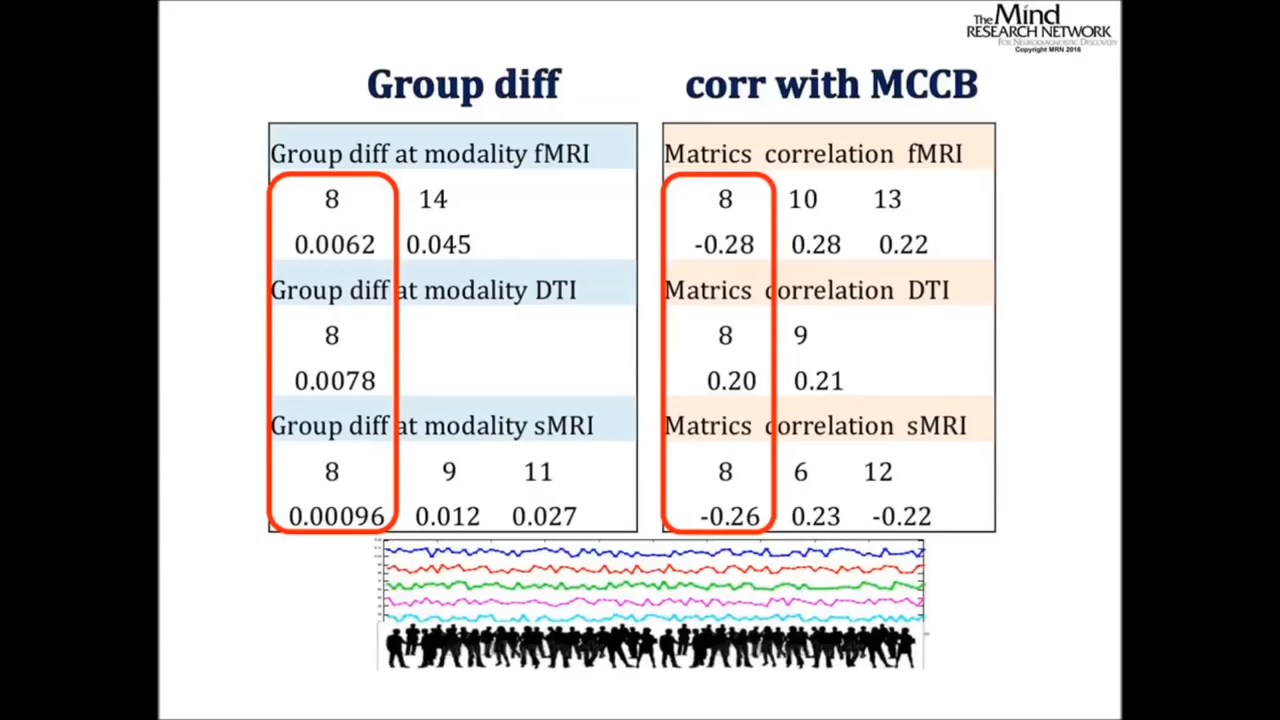 The Mind
RESEARCH NETWORK
FOR NEURODIAGNOSTIC DISCOVERY
Copyright MRN 2016
Group diff
Group diff at modality fMRI
8 14
0.0062 0.045
Group diff at modality DTI
8
0.0078
Group diff at modality sMRI
8 9 11
0.00096 0.012 0.027
corr with MCCB
Matrics correlation fMRI
8 10 13
-0.28 0.28 0.22
Matrics correlation DTI
8 9
0.20 0.21
Matrics correlation sMRI
8 6 12
-0.26 0.23 -0.22